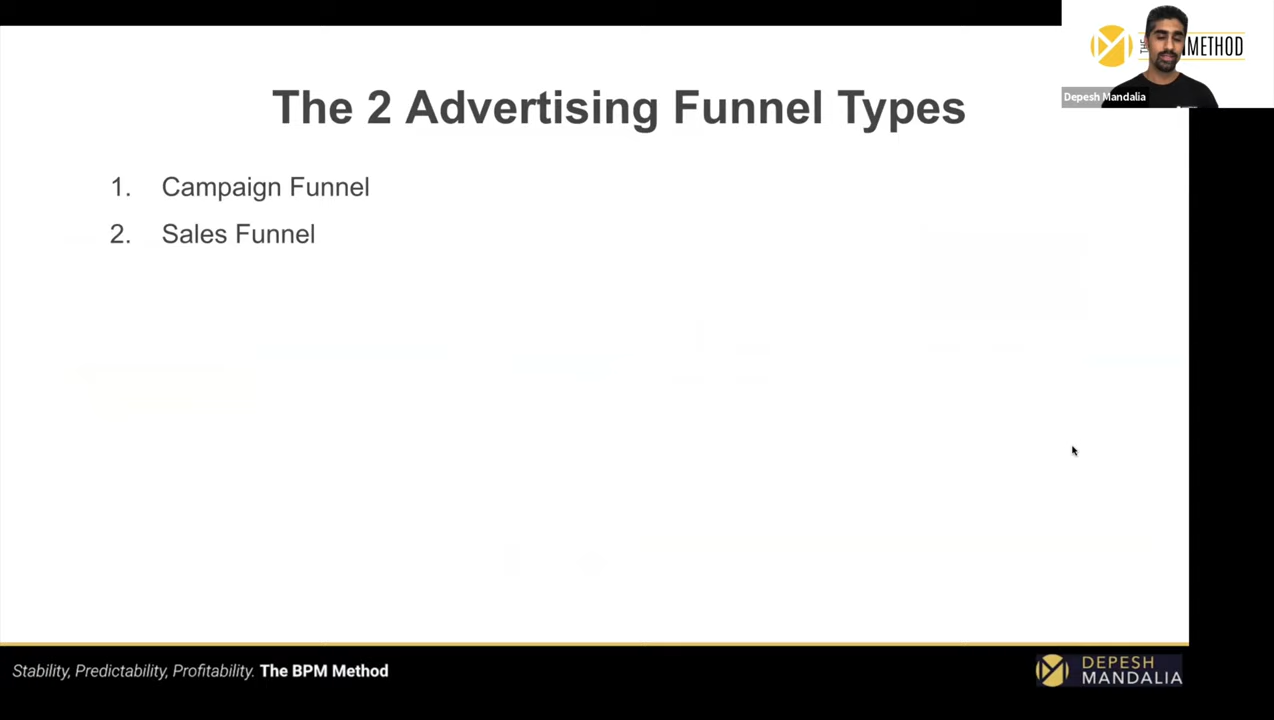 The 2 Advertising Funnel Types
THE
METHOD
Depesh Mandalia
1. Campaign Funnel
2. Sales Funnel
Stability, Predictability, Profitability. The BPM Method
DEPESH
MANDALIA